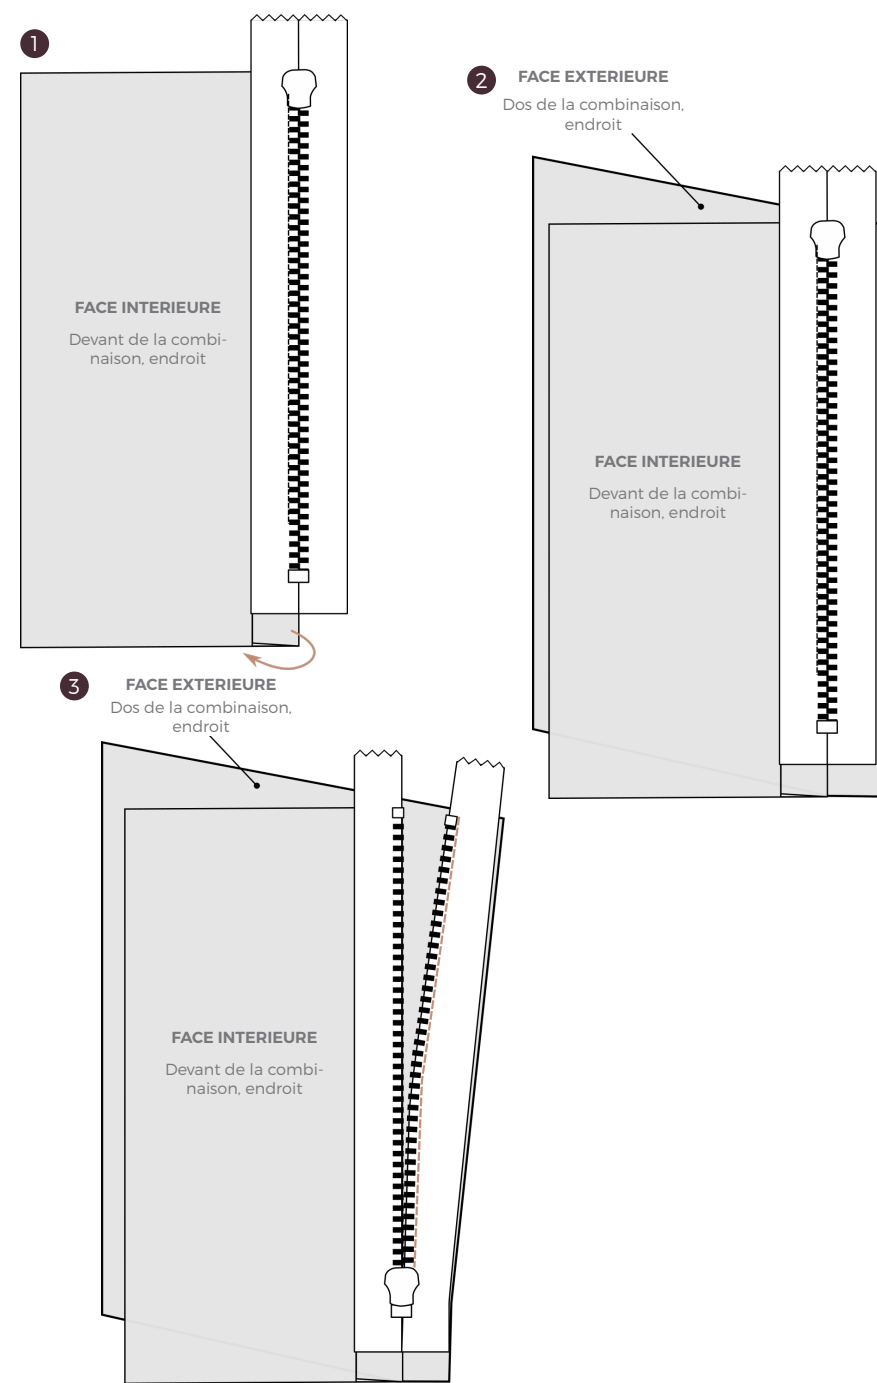 1
FACE INTERIEURE
Devant de la combi-
naison, endroit
2
FACE EXTERIEURE
Dos de la combinaison,
endroit
FACE INTERIEURE
Devant de la combi-
naison, endroit
3
FACE EXTERIEURE
Dos de la combinaison,
endroit
FACE INTERIEURE
Devant de la combi-
naison, endroit